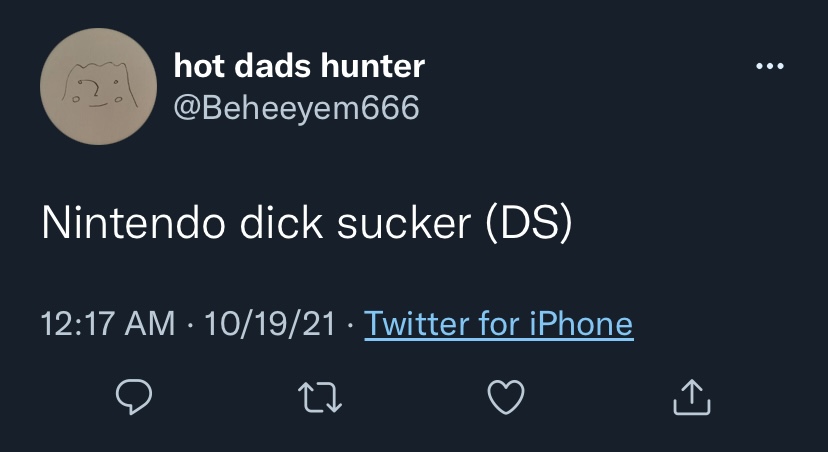 hot dads hunter
@Beheeyem666
Nintendo dick sucker (DS)
12:17 AM · 10/19/21 · Twitter for iPhone